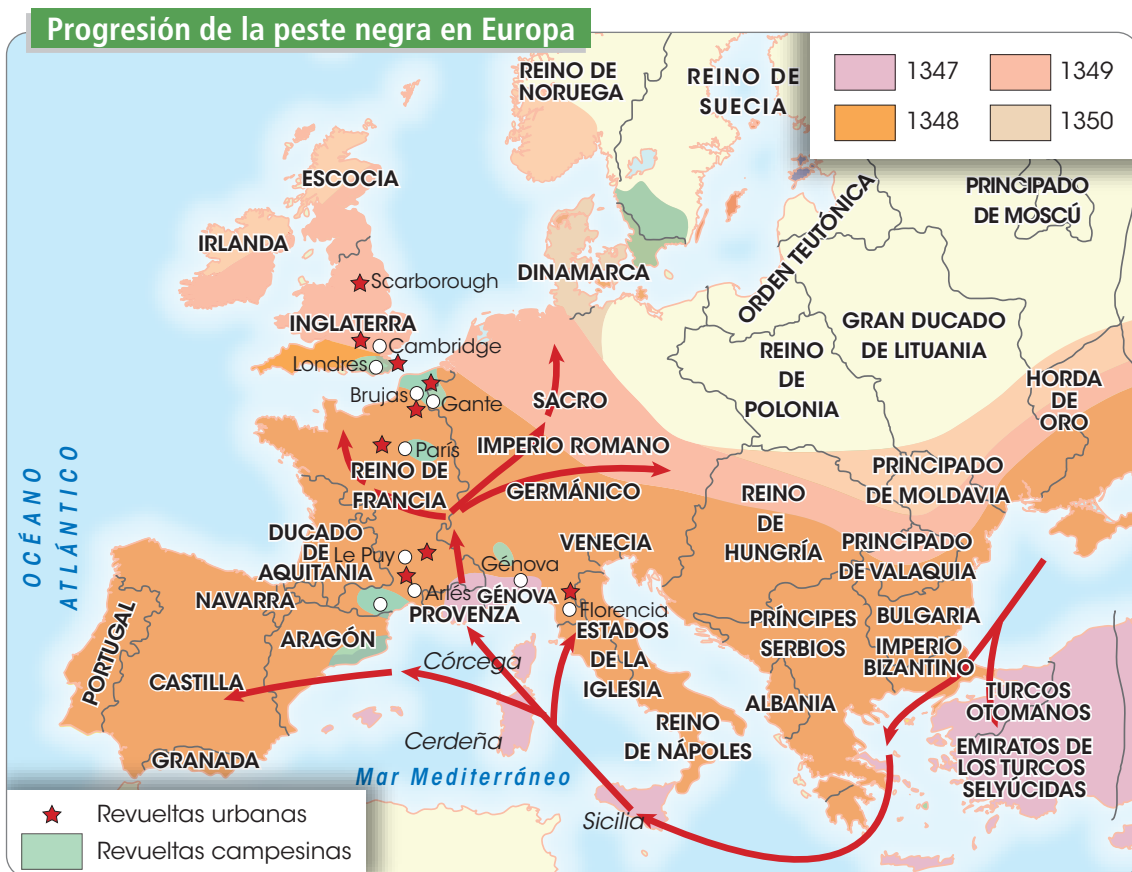 Progresión de la peste negra en Europa
1347
1349
1348
1350
REINO DE
NORUEGA
REINO DE
SUECIA
ESCOCIA
PRINCIPADO
DE MOSCÚ
IRLANDA
ORDEN TEUTÓNICA
DINAMARCA
Scarborough
INGLATERRA
Cambridge
Londres
GRAN DUCADO
DE LITUANIA
REINO
DE
POLONIA
HORDA
DE
ORO
Brujas
Gante
SACRO
IMPERIO ROMANO
GERMÁNICO
París
REINO DE
FRANCIA
PRINCIPADO
DE MOLDAVIA
REINO
DE
HUNGRÍA
OCÉANO
ATLÁNTICO
DUCADO
DE
AQUITANIA
Le Puy
VENECIA
PRINCIPADO
DE VALAQUIA
Génova
NAVARRA
Arlés
GÉNOVA
PROVENZA
Florencia
ESTADOS
DE LA
IGLESIA
PRÍNCIPES
SERBIOS
BULGARIA
IMPERIO
BIZANTINO
ARAGÓN
Córcega
PORTUGAL
CASTILLA
ALBANIA
TURCOS
OTOMANOS
Cerdeña
REINO
DE NÁPOLES
GRANADA
EMIRATOS DE
LOS TURCOS
SELYÚCIDAS
Mar Mediterráneo
Sicilia
Revueltas urbanas
Revueltas campesinas